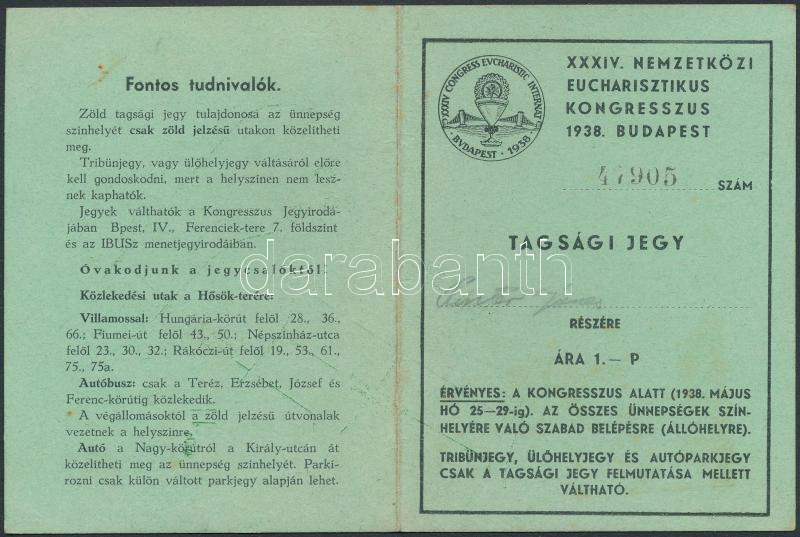 Fontos tudnivalók.
Zöld tagsági jegy tulajdonosa az ünnepség
színhelyét csak zöld jelzésű utakon közelítheti
meg.
Tribünjegy, vagy ülőhelyjegy váltásáról előre
kell gondoskodni, mert a helyszínen nem lesz-
nek kaphatók.
Jegyek válthatók a Kongresszus Jegyirodá-
jában Bpest, IV., Ferenciek-tere 7. földszint
és az IBUSz menetjegyirodáiban.
Óvakodjunk a jegycsalóktól!
Közlekedési utak a Hősök-terére:
Villamossal: Hungária-körút felől 28., 36.,
66.; Fiumei-út felől 43., 50.; Népszínház-utca
felől 23., 30., 32.; Rákóczi-út felől 19., 53., 61.,
75., 75a.
Autóbusz: csak a Teréz, Erzsébet, József és
Ferenc-körútig közlekedik.
A végállomásoktól a zöld jelzésű útvonalak
vezetnek a helyszínre.
Autó a Nagy-körútról a Király-utcán át
közelítheti meg az ünnepség színhelyét. Parkí-
rozni csak külön váltott parkjegy alapján lehet.
XXXIV CONGRESS EVCHARISTIC INTERNAT
BUDAPEST · 1938
XXXIV. NEMZETKÖZI
EUCHARISZTIKUS
KONGRESSZUS
1938. BUDAPEST
47905 SZÁM
TAGSÁGI JEGY
RÉSZÉRE
ÁRA 1.— P
ÉRVÉNYES: A KONGRESSZUS ALATT (1938. MÁJUS
HÓ 25—29-ig). AZ ÖSSZES ÜNNEPSÉGEK SZÍN-
HELYÉRE VALÓ SZABAD BELÉPÉSRE (ÁLLÓHELYRE).
TRIBÜNJEGY, ÜLŐHELYJEGY ÉS AUTÓPARKJEGY
CSAK A TAGSÁGI JEGY FELMUTATÁSA MELLETT
VÁLTHATÓ.
darabanth